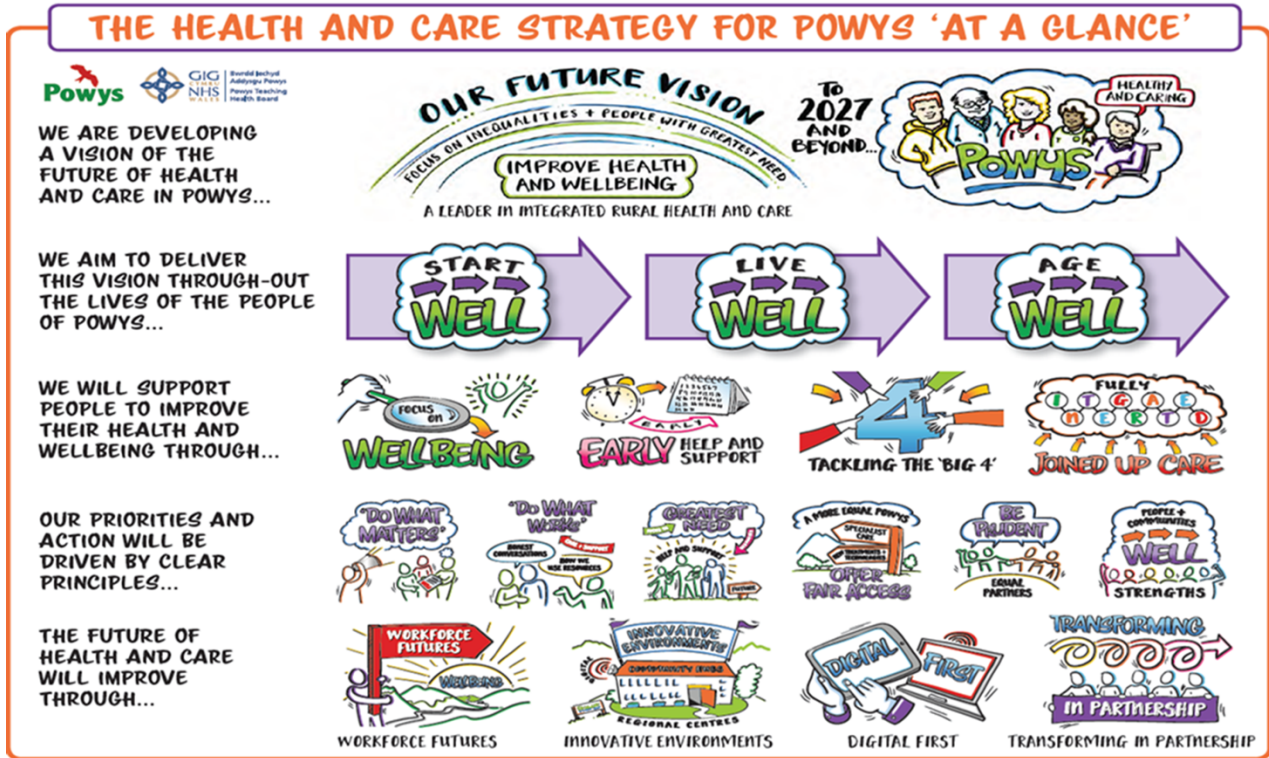 THE HEALTH AND CARE STRATEGY FOR POWYS 'AT A GLANCE'
Powys
GIG
CYMRU
NHS
WALES
Bwrdd Iechyd
Addysgu Powys
Powys Teaching
Health Board
WE ARE DEVELOPING
A VISION OF THE
FUTURE OF HEALTH
AND CARE IN POWYS...
OUR FUTURE VISION
FOCUS ON INEQUALITIES + PEOPLE WITH GREATEST NEED
IMPROVE HEALTH
AND WELLBEING
A LEADER IN INTEGRATED RURAL HEALTH AND CARE
TO
2027
AND
BEYOND...
HEALTHY
AND CARING
POWYS
WE AIM TO DELIVER
THIS VISION THROUGH-OUT
THE LIVES OF THE PEOPLE
OF POWYS...
START
WELL
LIVE
WELL
AGE
WELL
WE WILL SUPPORT
PEOPLE TO IMPROVE
THEIR HEALTH AND
WELLBEING THROUGH...
FOCUS
ON
WELLBEING
EARLY
EARLY HELP AND
SUPPORT
4
TACKLING THE 'BIG 4'
FULLY
INTEGRATED
JOINED UP CARE
OUR PRIORITIES AND
ACTION WILL BE
DRIVEN BY CLEAR
PRINCIPLES...
'DO WHAT
MATTERS'
'DO WHAT
WORKS'
HONEST
CONVERSATIONS
HOW WE
USE RESOURCES
GREATEST
NEED
HELP AND SUPPORT
A MORE EQUAL POWYS
SPECIALIST
CARE
OFFER
FAIR ACCESS
BE
PRUDENT
EQUAL
PARTNERS
PEOPLE +
COMMUNITIES
WELL
STRENGTHS
THE FUTURE OF
HEALTH AND CARE
WILL IMPROVE
THROUGH...
WORKFORCE
FUTURES
WELLBEING
WORKFORCE FUTURES
INNOVATIVE
ENVIRONMENTS
COMMUNITY HUBS
REGIONAL CENTRES
INNOVATIVE ENVIRONMENTS
DIGITAL
FIRST
DIGITAL FIRST
TRANSFORMING
IN PARTNERSHIP
TRANSFORMING IN PARTNERSHIP